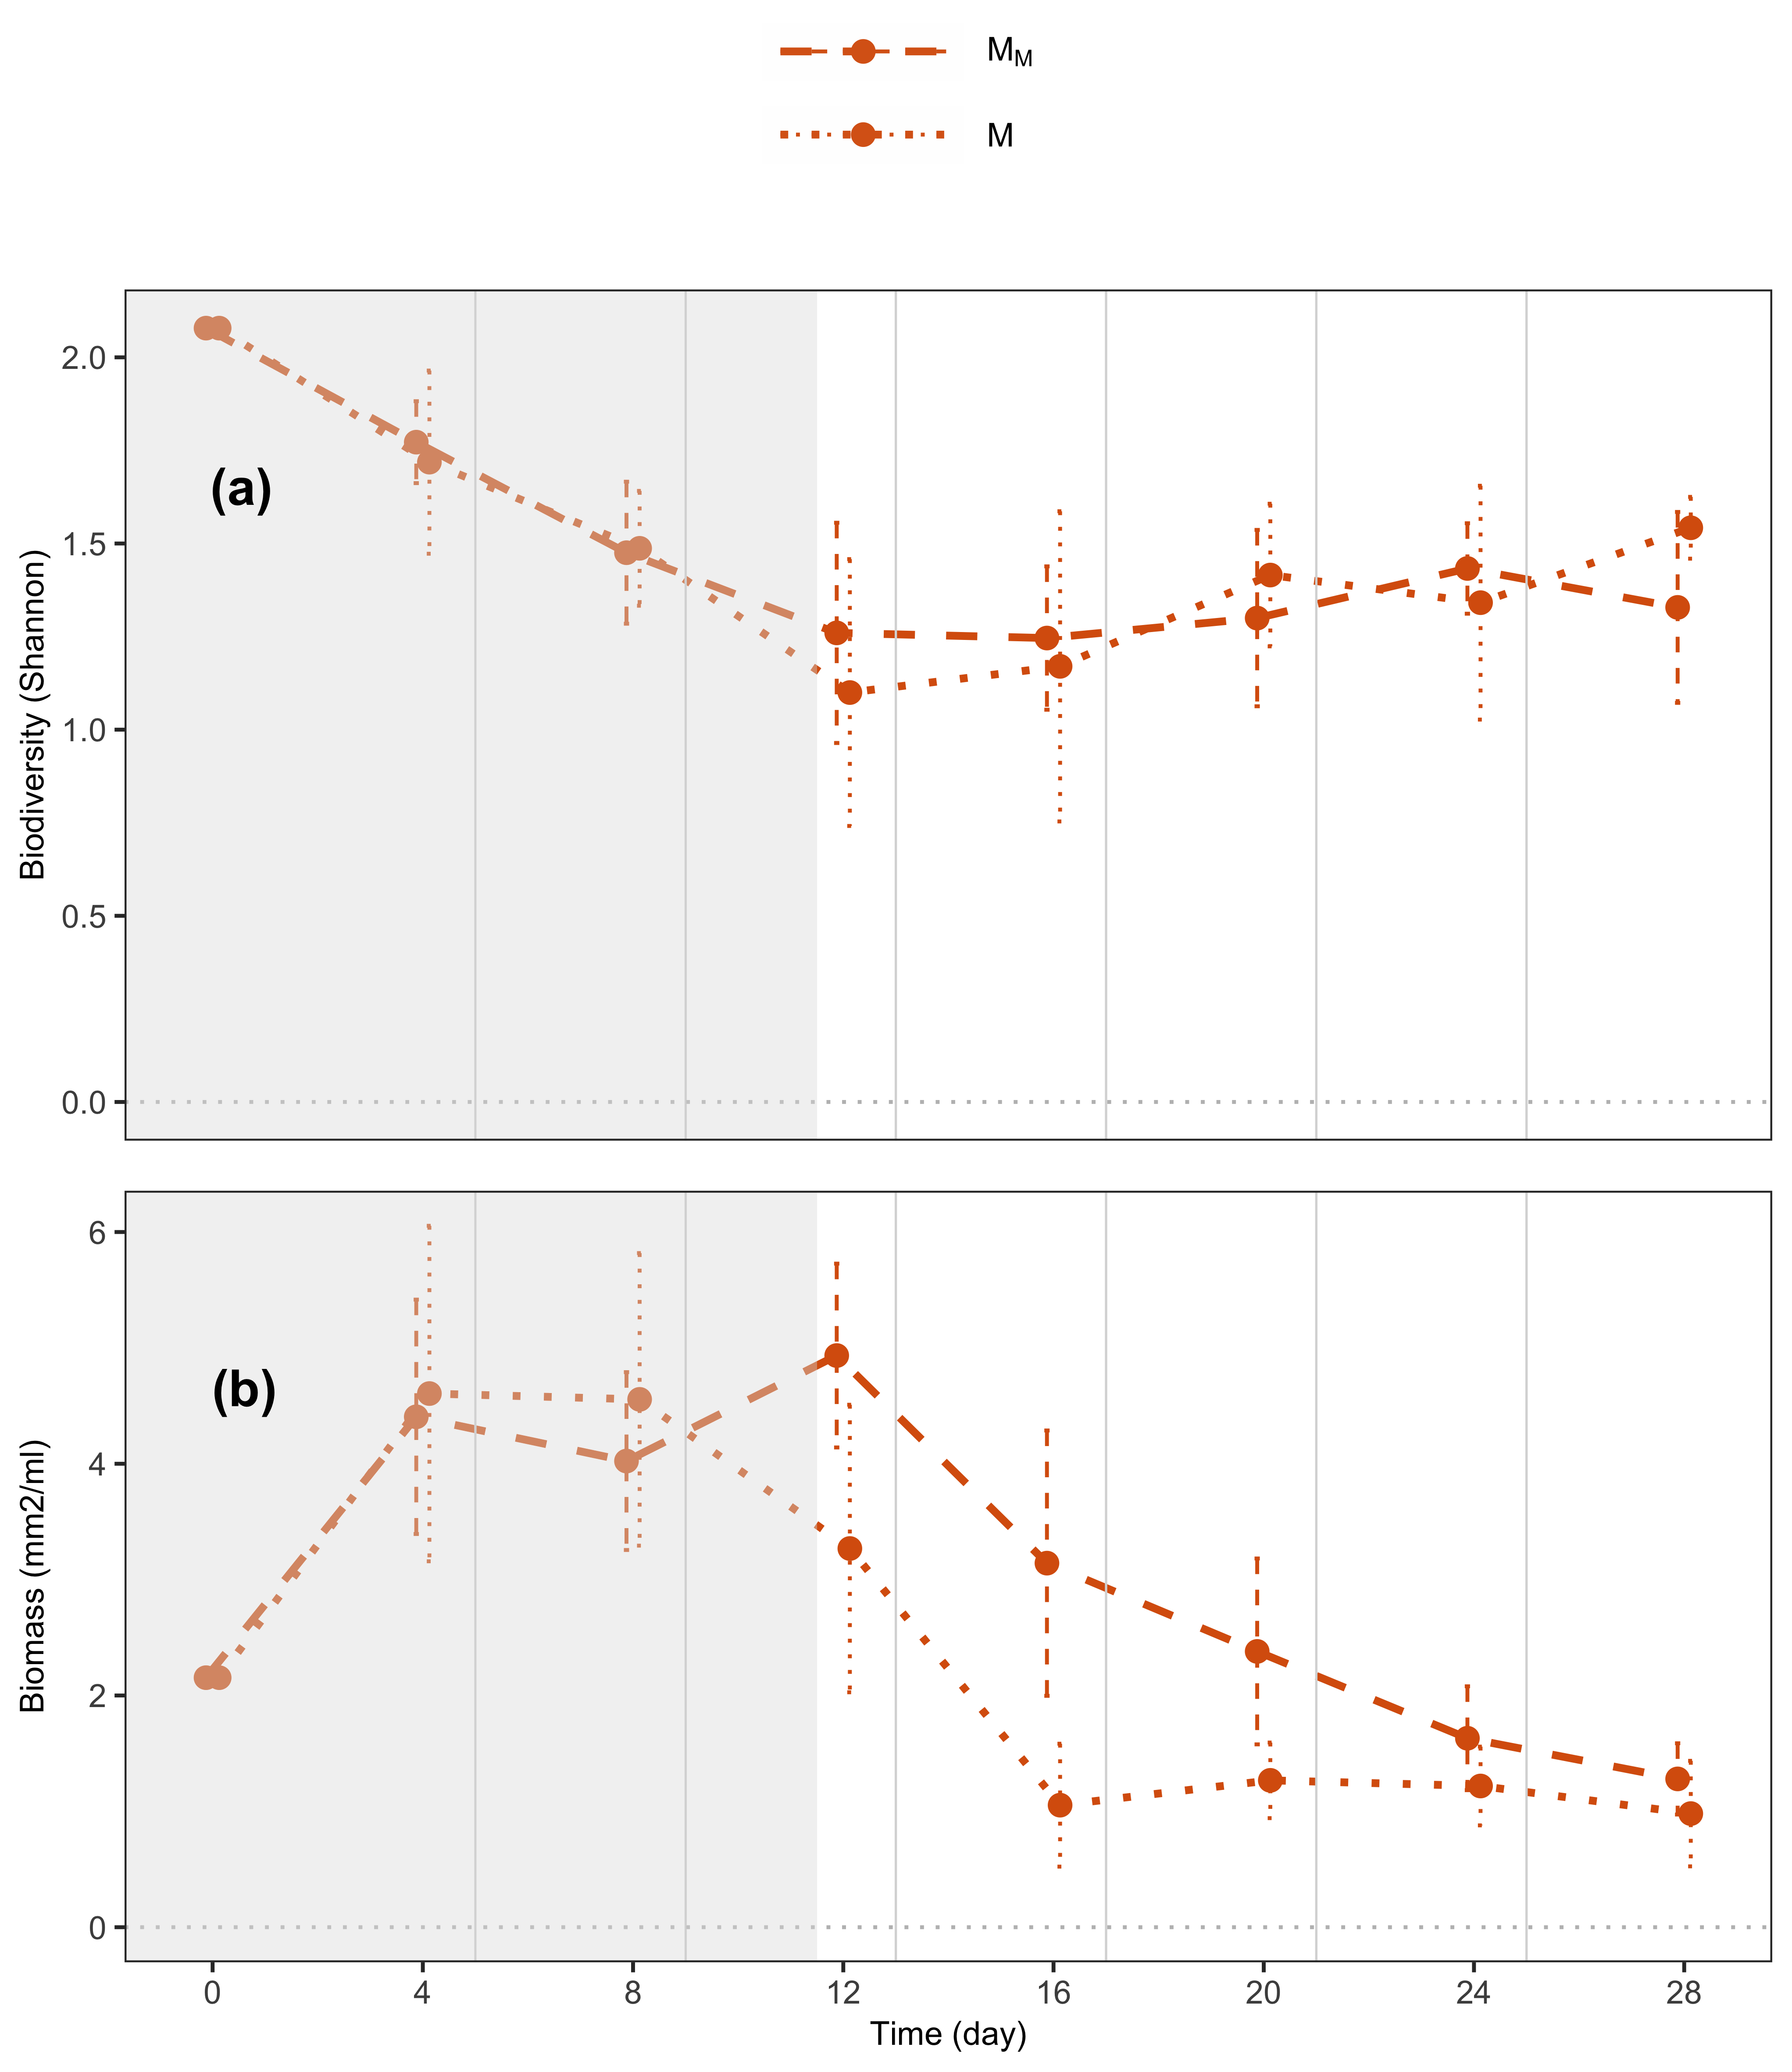 M_M
M
(a)
Biodiversity (Shannon)
2.0
1.5
1.0
0.5
0.0
(b)
Biomass (mm2/ml)
6
4
2
0
0 4 8 12 16 20 24 28
Time (day)